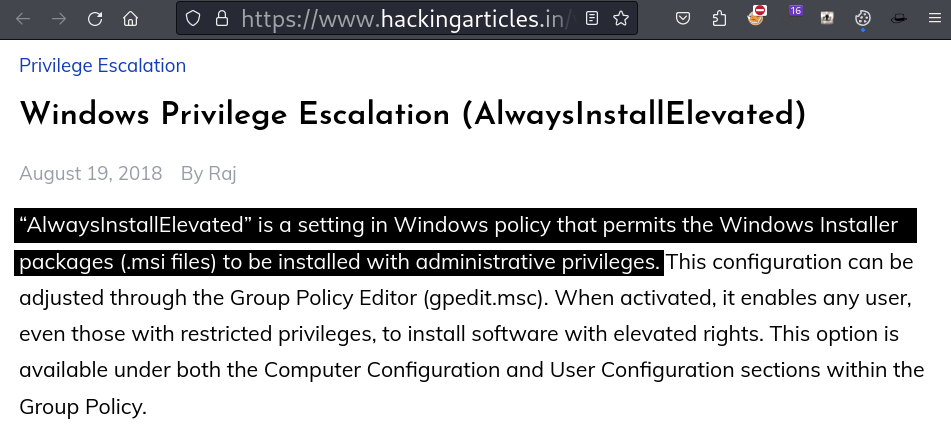 https://www.hackingarticles.in/
16
Privilege Escalation
Windows Privilege Escalation (AlwaysInstallElevated)
August 19, 2018 By Raj
“AlwaysInstallElevated” is a setting in Windows policy that permits the Windows Installer
packages (.msi files) to be installed with administrative privileges. This configuration can be
adjusted through the Group Policy Editor (gpedit.msc). When activated, it enables any user,
even those with restricted privileges, to install software with elevated rights. This option is
available under both the Computer Configuration and User Configuration sections within the
Group Policy.